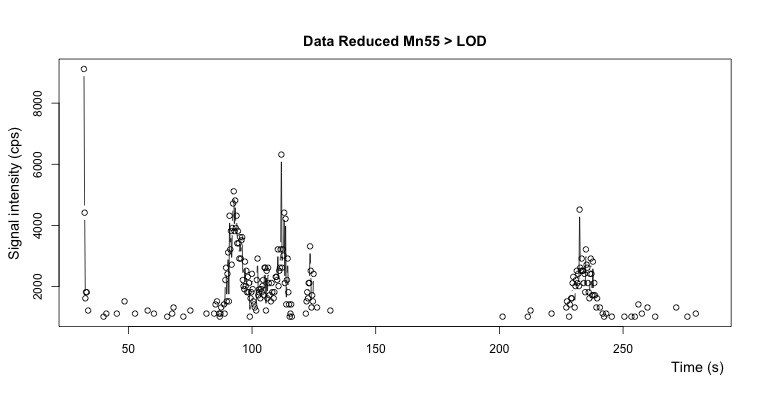 Data Reduced Mn55 > LOD
Signal intensity (cps)
8000
6000
4000
2000
50 100 150 200 250
Time (s)